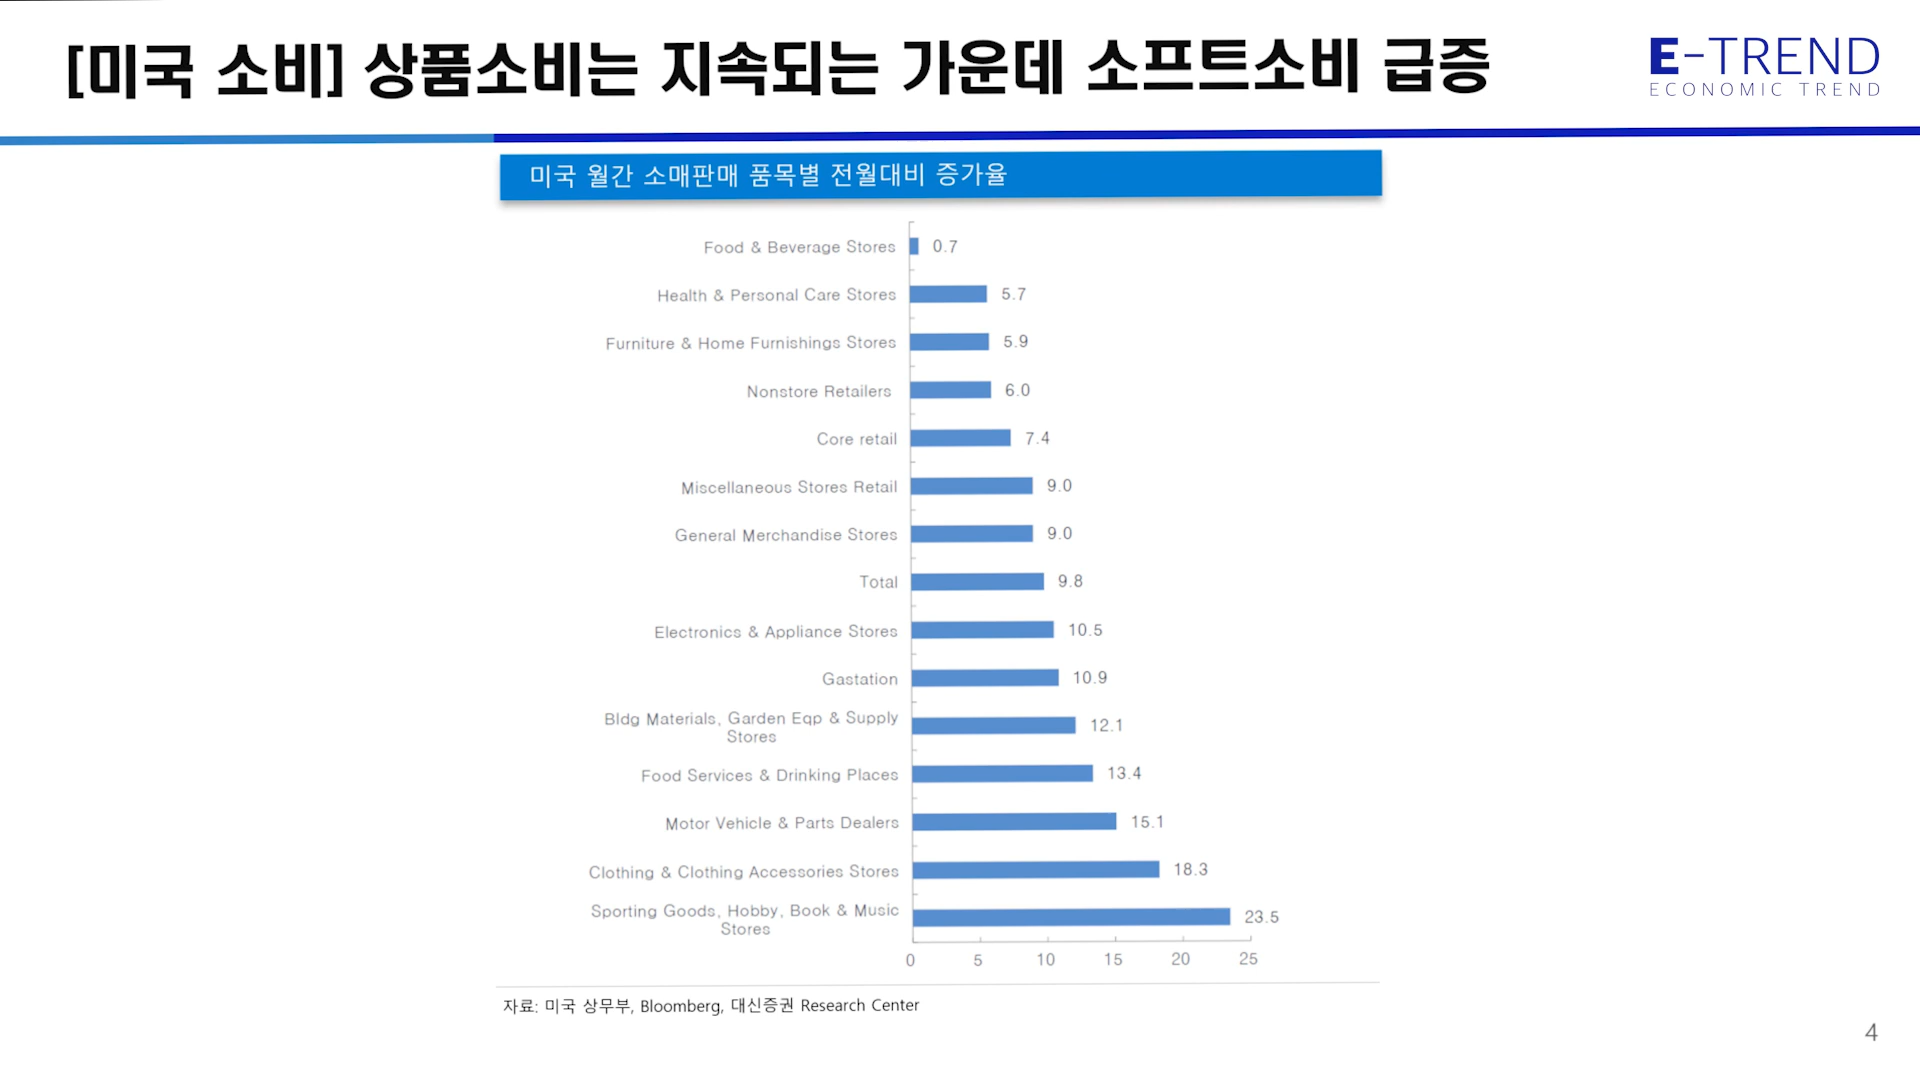 [미국 소비] 상품소비는 지속되는 가운데 소프트소비 급증
E-TREND
ECONOMIC TREND
미국 월간 소매판매 품목별 전월대비 증가율
Food & Beverage Stores 0.7
Health & Personal Care Stores 5.7
Furniture & Home Furnishings Stores 5.9
Nonstore Retailers 6.0
Core retail 7.4
Miscellaneous Stores Retail 9.0
General Merchandise Stores 9.0
Total 9.8
Electronics & Appliance Stores 10.5
Gastation 10.9
Bldg Materials, Garden Eqp & Supply
Stores 12.1
Food Services & Drinking Places 13.4
Motor Vehicle & Parts Dealers 15.1
Clothing & Clothing Accessories Stores 18.3
Sporting Goods, Hobby, Book & Music
Stores 23.5
0 5 10 15 20 25
자료: 미국 상무부, Bloomberg, 대신증권 Research Center
4